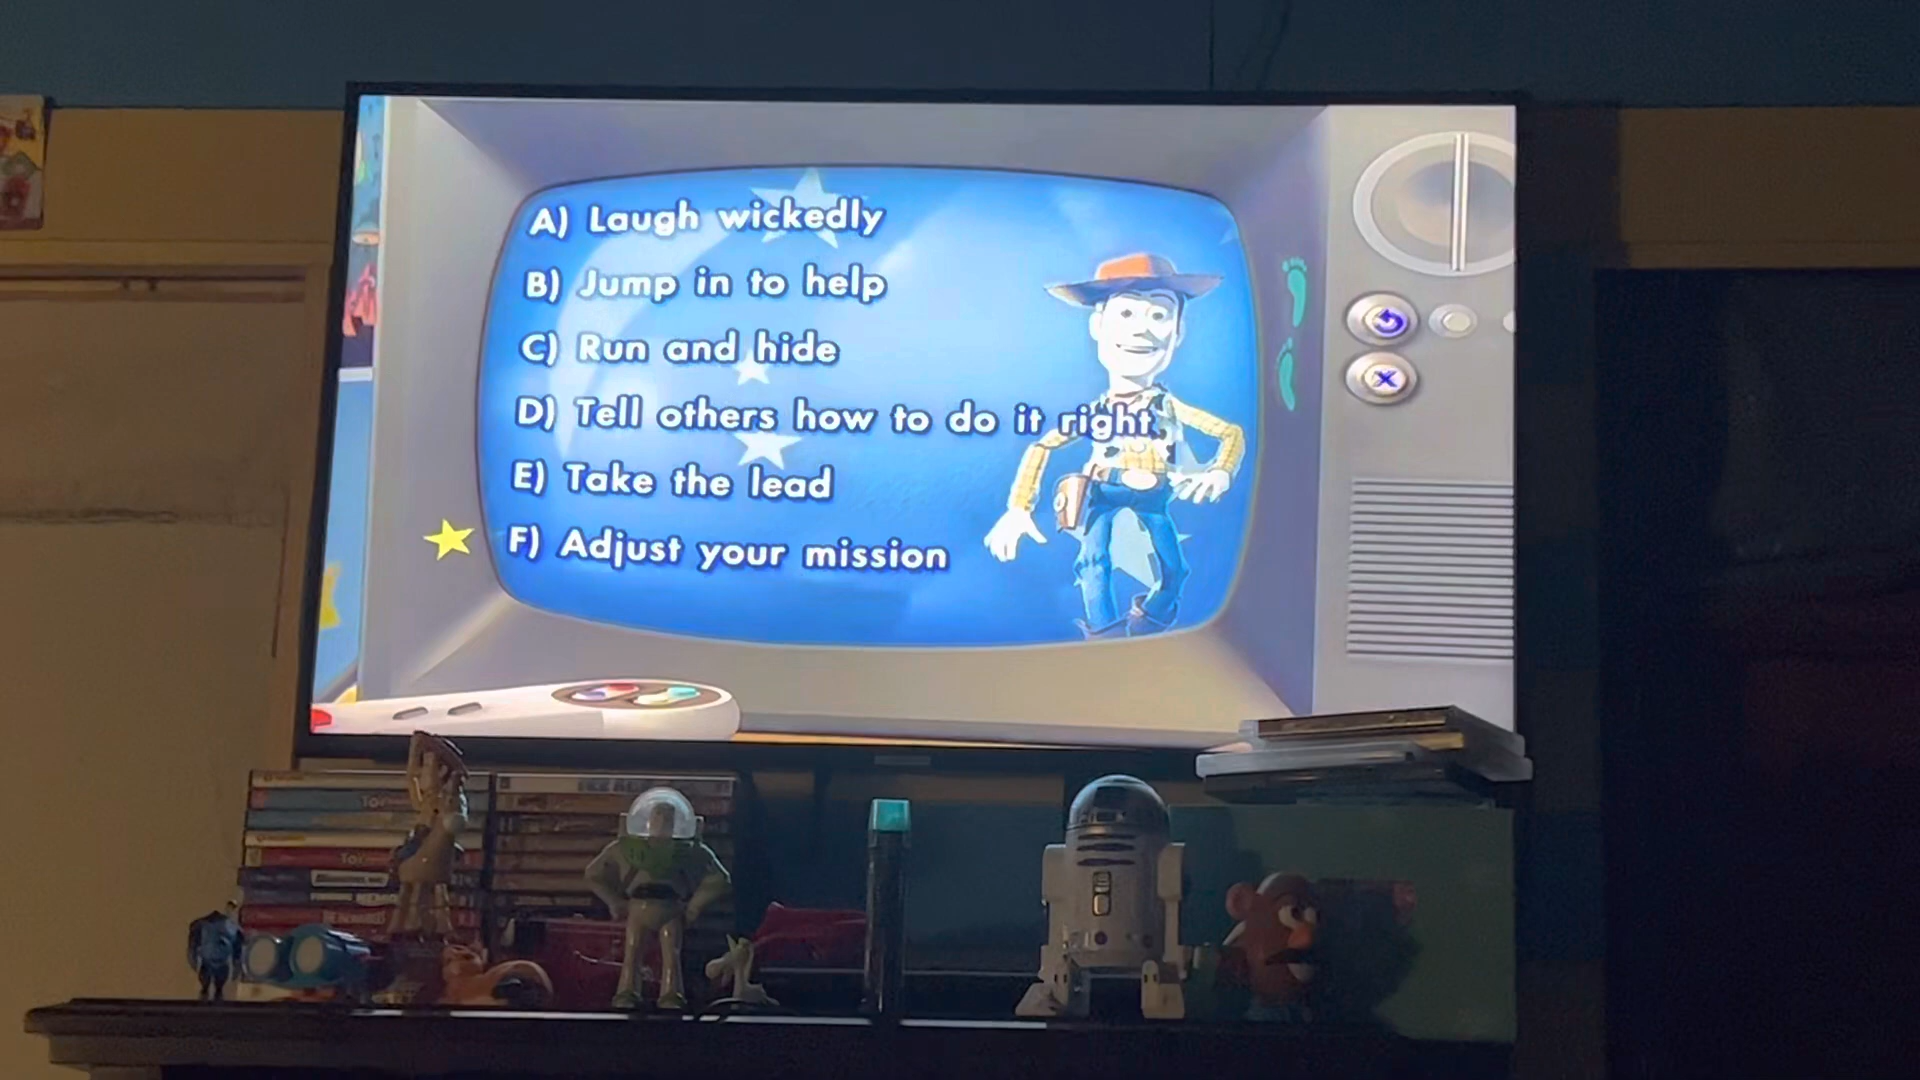 A) Laugh wickedly
B) Jump in to help
C) Run and hide
D) Tell others how to do it right.
E) Take the lead
F) Adjust your mission